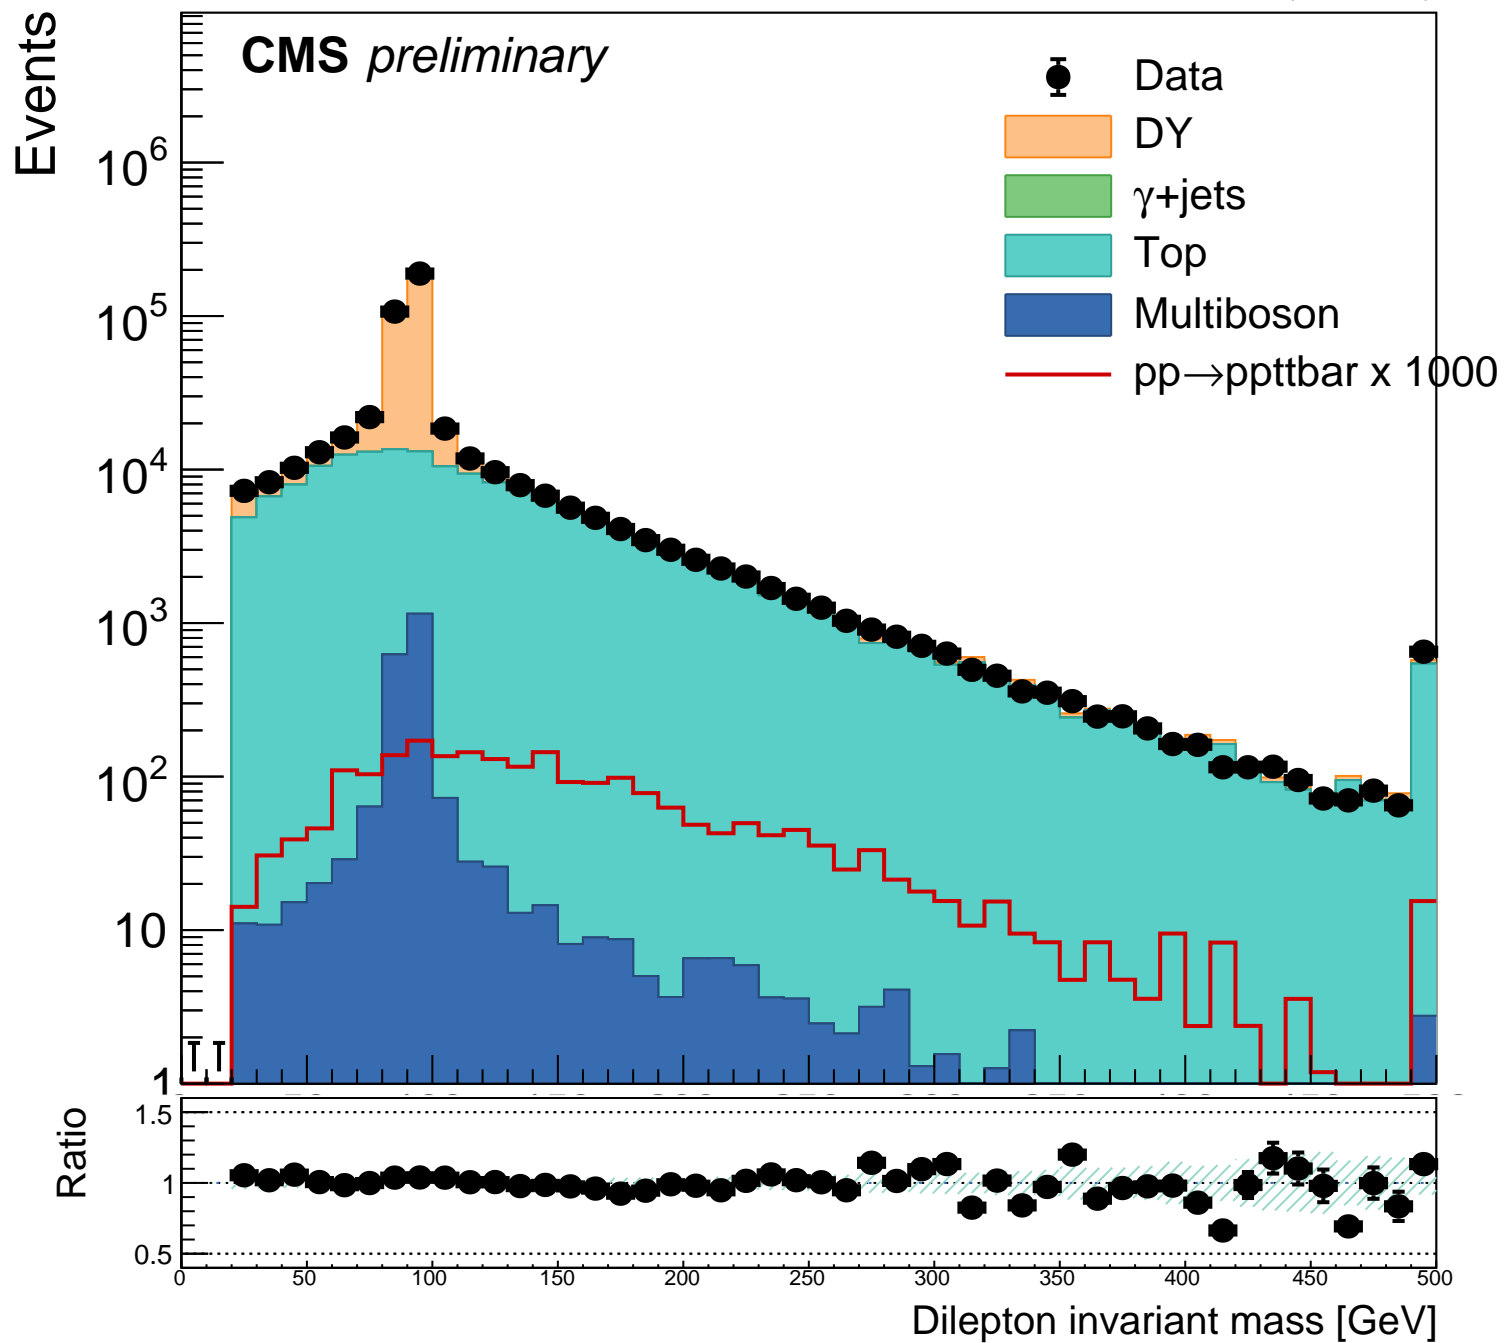 Events
CMS preliminary
Data
DY
γ+jets
Top
Multiboson
pp→ppttbar x 1000
10^6
10^5
10^4
10^3
10^2
10
1
Ratio
1.5
1
0.5
0 50 100 150 200 250 300 350 400 450 500
Dilepton invariant mass [GeV]